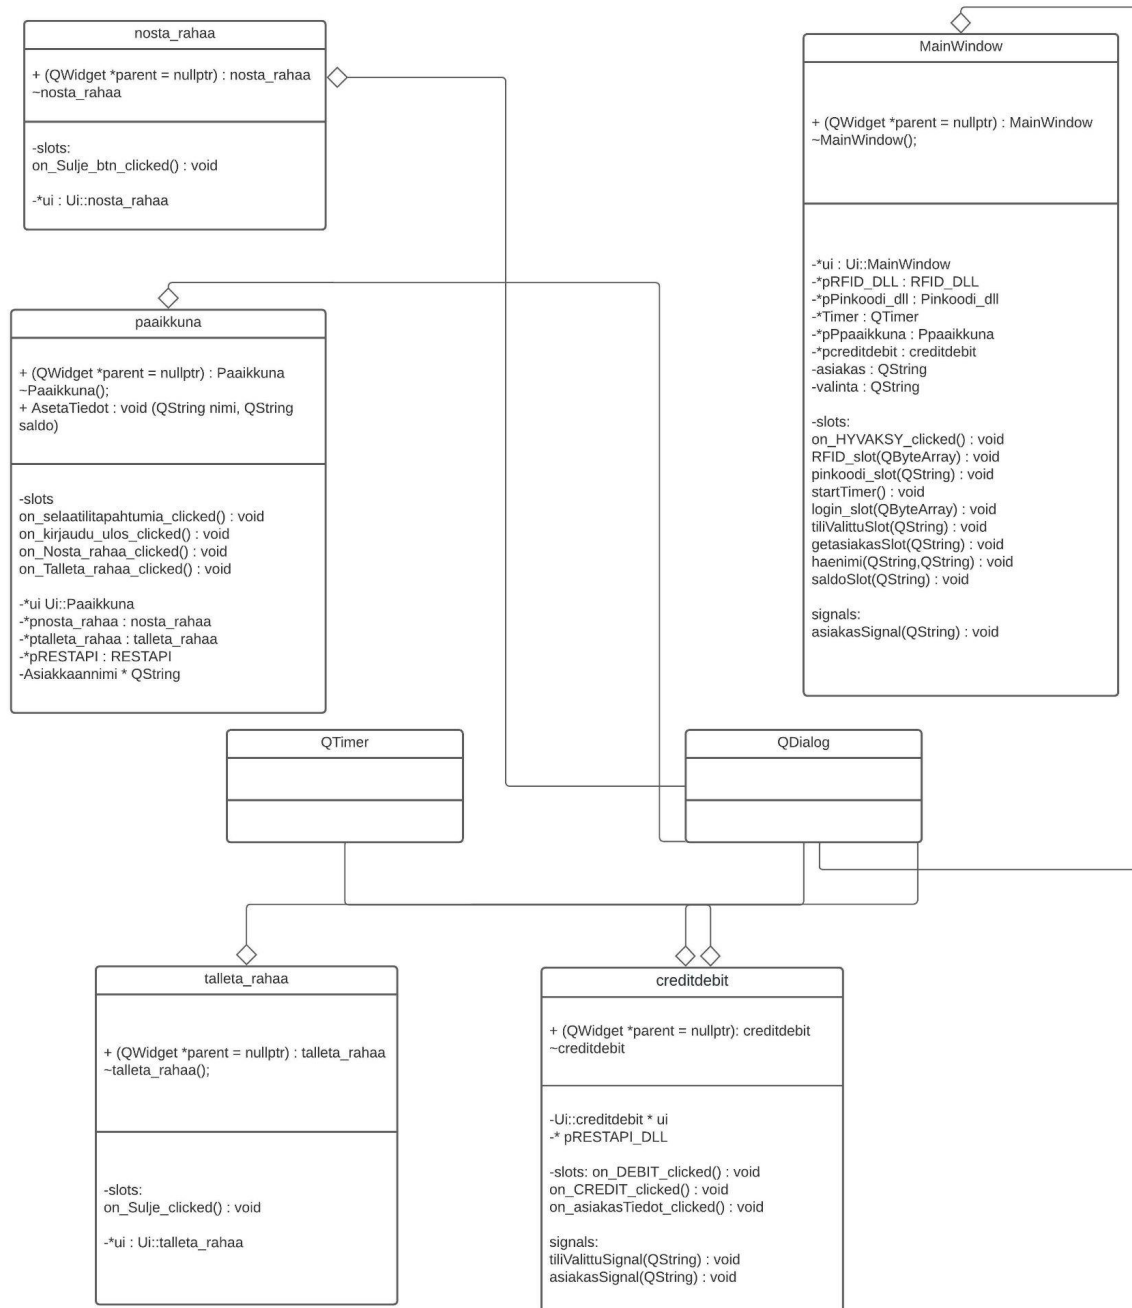 nosta_rahaa
+ (QWidget *parent = nullptr) : nosta_rahaa
~nosta_rahaa
-slots:
on_Sulje_btn_clicked() : void
-*ui : Ui::nosta_rahaa
MainWindow
+ (QWidget *parent = nullptr) : MainWindow
~MainWindow();
-*ui : Ui::MainWindow
-*pRFID_DLL : RFID_DLL
-*pPinkoodi_dll : Pinkoodi_dll
-*Timer : QTimer
-*pPpaaikkuna : Ppaaikkuna
-*pcreditdebit : creditdebit
-asiakas : QString
-valinta : QString
-slots:
on_HYVAKSY_clicked() : void
RFID_slot(QByteArray) : void
pinkoodi_slot(QString) : void
startTimer() : void
login_slot(QByteArray) : void
tiliValittuSlot(QString) : void
getasiakasSlot(QString) : void
haenimi(QString,QString) : void
saldoSlot(QString) : void
signals:
asiakasSignal(QString) : void
paaikkuna
+ (QWidget *parent = nullptr) : Paaikkuna
~Paaikkuna();
+ AsetaTiedot : void (QString nimi, QString
saldo)
-slots
on_selaatilitapahtumia_clicked() : void
on_kirjaudu_ulos_clicked() : void
on_Nosta_rahaa_clicked() : void
on_Talleta_rahaa_clicked() : void
-*ui Ui::Paaikkuna
-*pnosta_rahaa : nosta_rahaa
-*ptalleta_rahaa : talleta_rahaa
-*pRESTAPI : RESTAPI
-Asiakkaannimi * QString
QTimer
QDialog
talleta_rahaa
+ (QWidget *parent = nullptr) : talleta_rahaa
~talleta_rahaa();
-slots:
on_Sulje_clicked() : void
-*ui : Ui::talleta_rahaa
creditdebit
+ (QWidget *parent = nullptr): creditdebit
~creditdebit
-Ui::creditdebit * ui
-* pRESTAPI_DLL
-slots: on_DEBIT_clicked() : void
on_CREDIT_clicked() : void
on_asiakasTiedot_clicked() : void
signals:
tiliValittuSignal(QString) : void
asiakasSignal(QString) : void